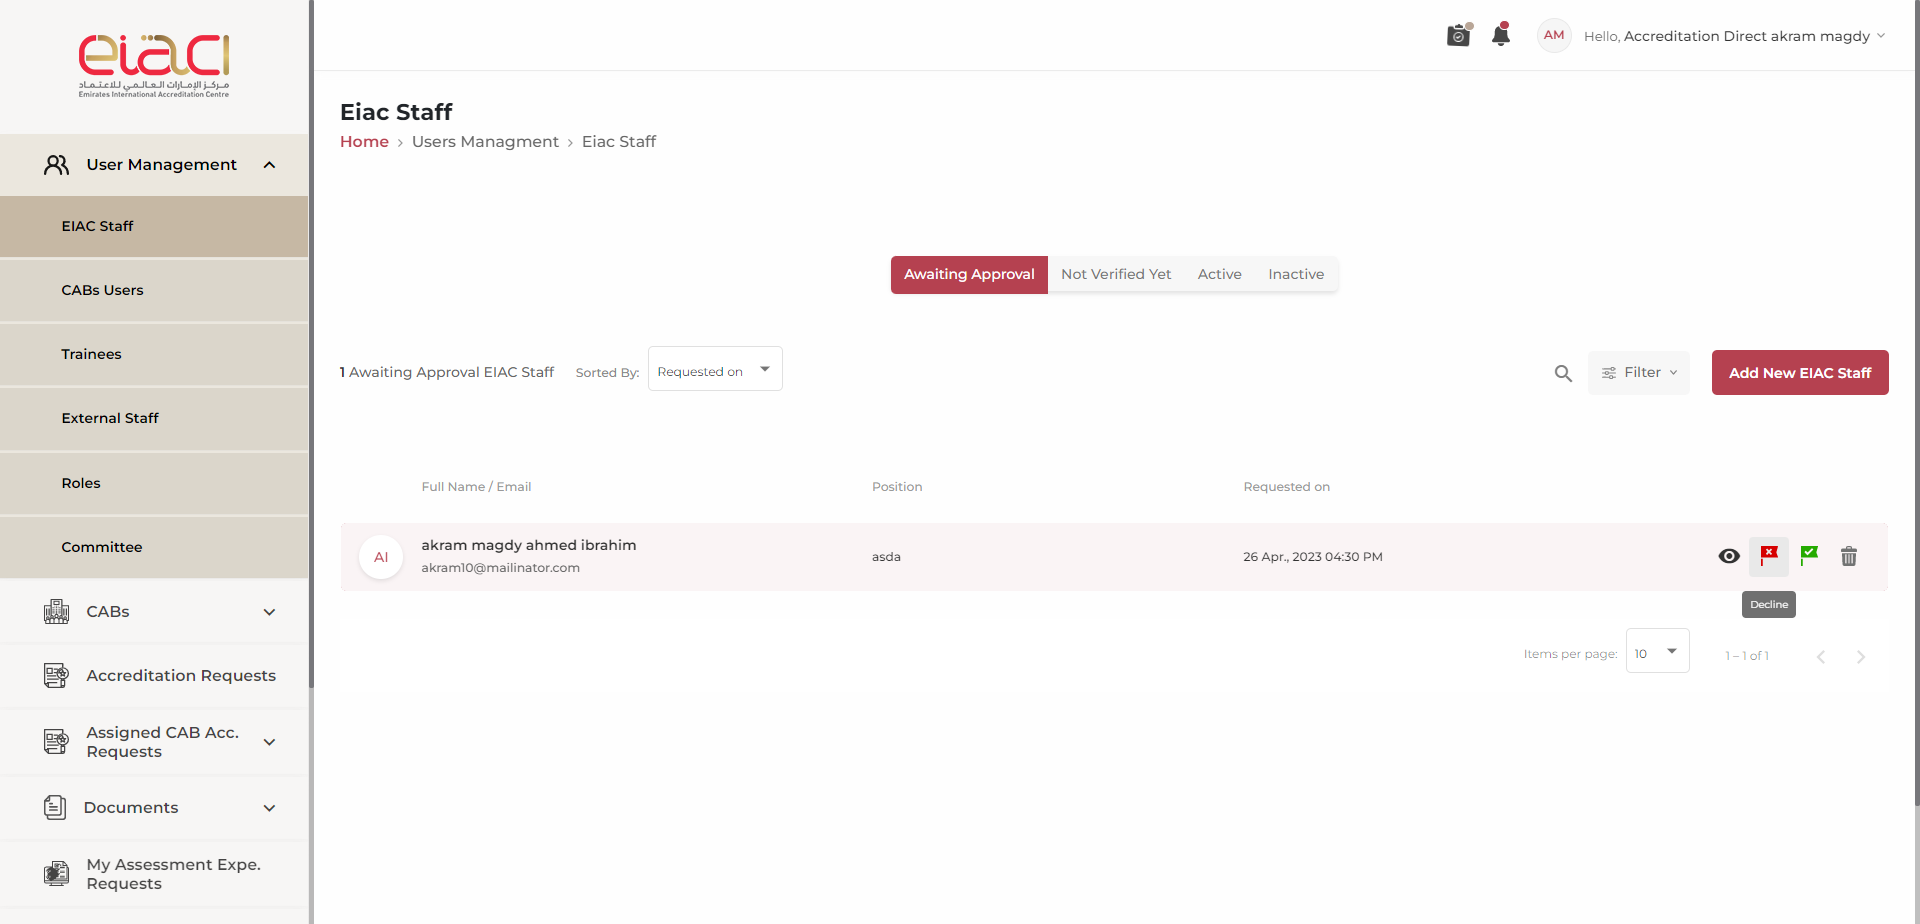 eiaci
مركز الإمارات العالمي للاعتماد
Emirates International Accreditation Centre
User Management
EIAC Staff
CABs Users
Trainees
External Staff
Roles
Committee
CABs
Accreditation Requests
Assigned CAB Acc.
Requests
Documents
My Assessment Expe.
Requests
AM
Hello, Accreditation Direct akram magdy
Eiac Staff
Home › Users Managment › Eiac Staff
Awaiting Approval Not Verified Yet Active Inactive
1 Awaiting Approval EIAC Staff Sorted By: Requested on
Filter
Add New EIAC Staff
Full Name / Email Position Requested on
AI
akram magdy ahmed ibrahim
akram10@mailinator.com
asda
26 Apr., 2023 04:30 PM
Decline
Items per page: 10 1 – 1 of 1